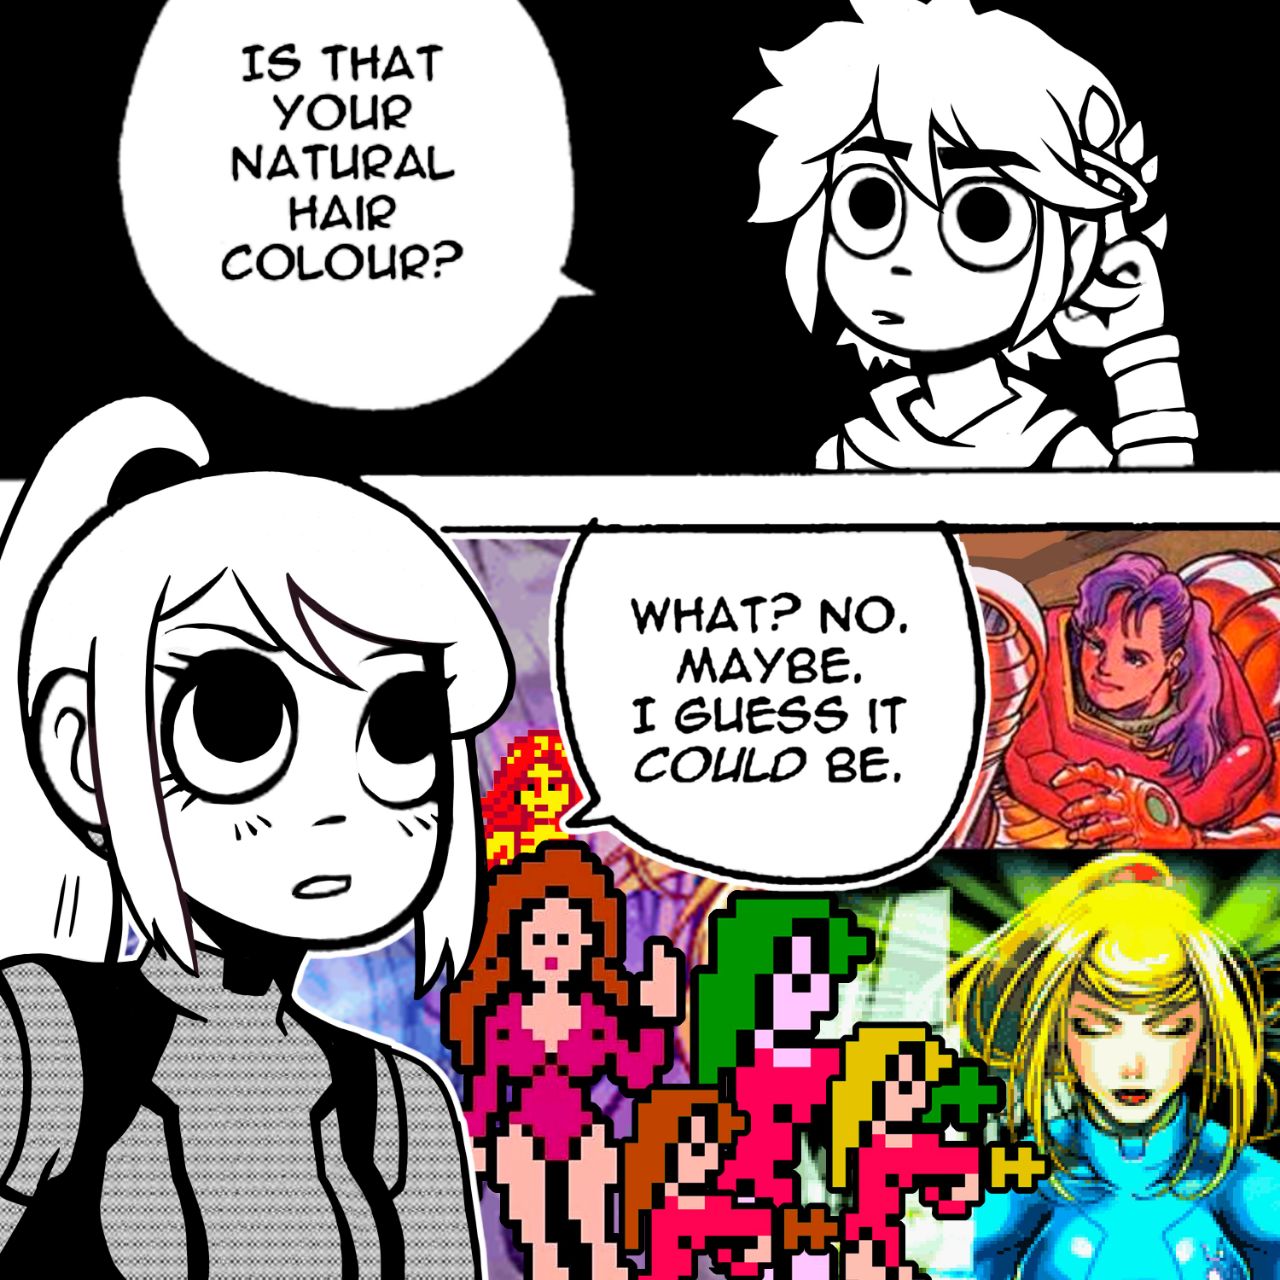 IS THAT
YOUR
NATURAL
HAIR
COLOUR?
WHAT? NO.
MAYBE.
I GUESS IT
COULD BE.